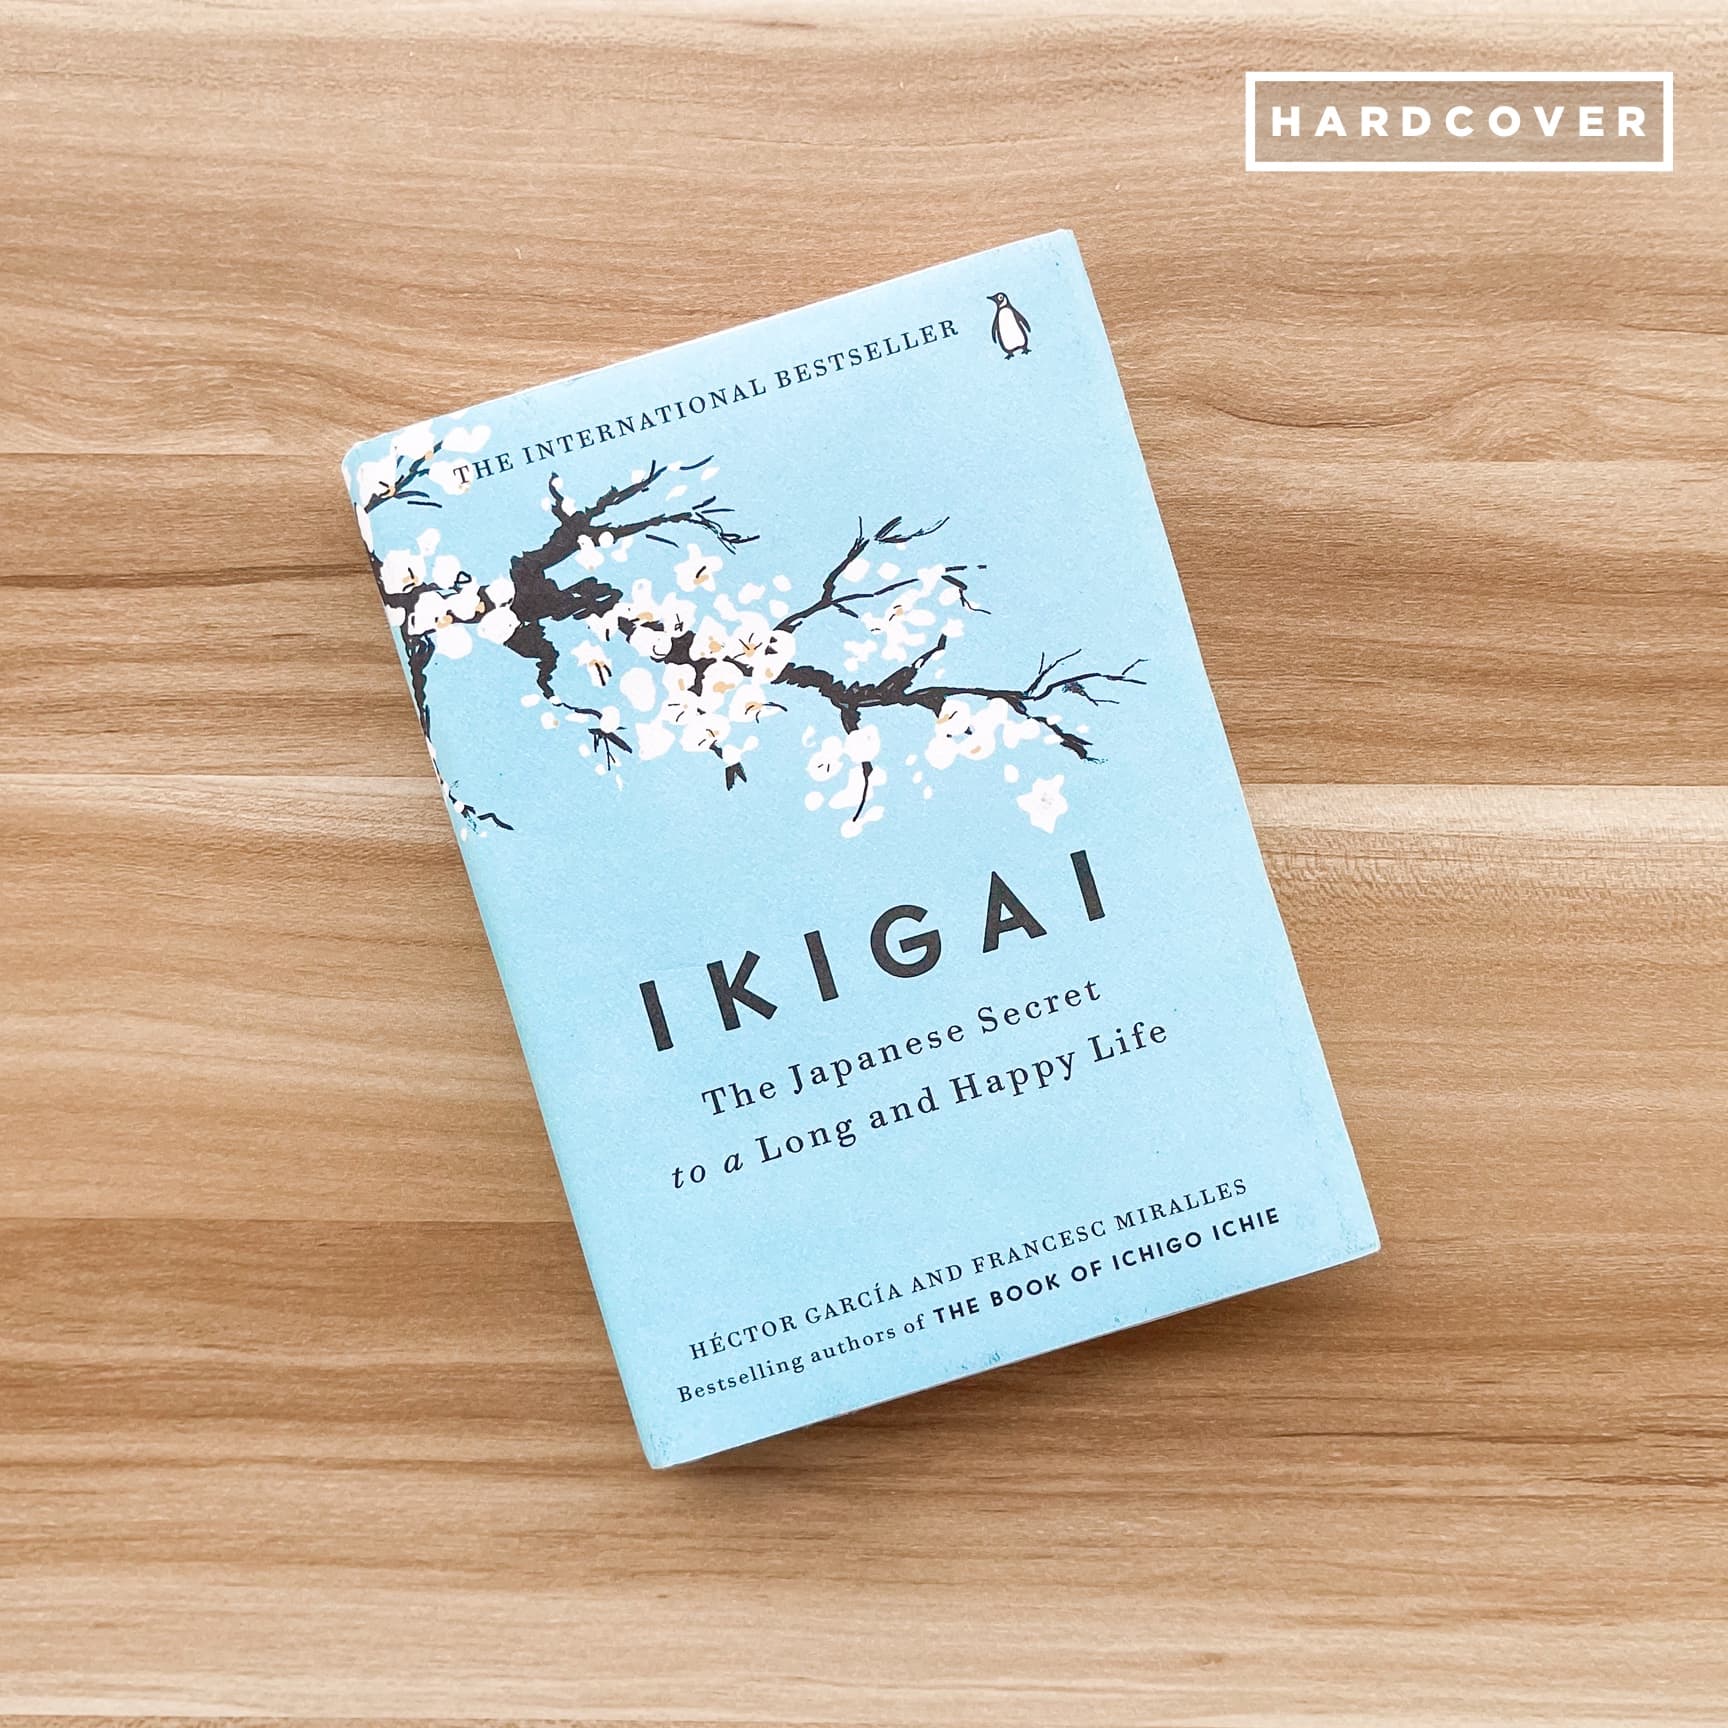 HARDCOVER
THE INTERNATIONAL BESTSELLER
IKIGAI
The Japanese Secret
to a Long and Happy Life
HÉCTOR GARCÍA AND FRANCESC MIRALLES
Bestselling authors of THE BOOK OF ICHIGO ICHIE